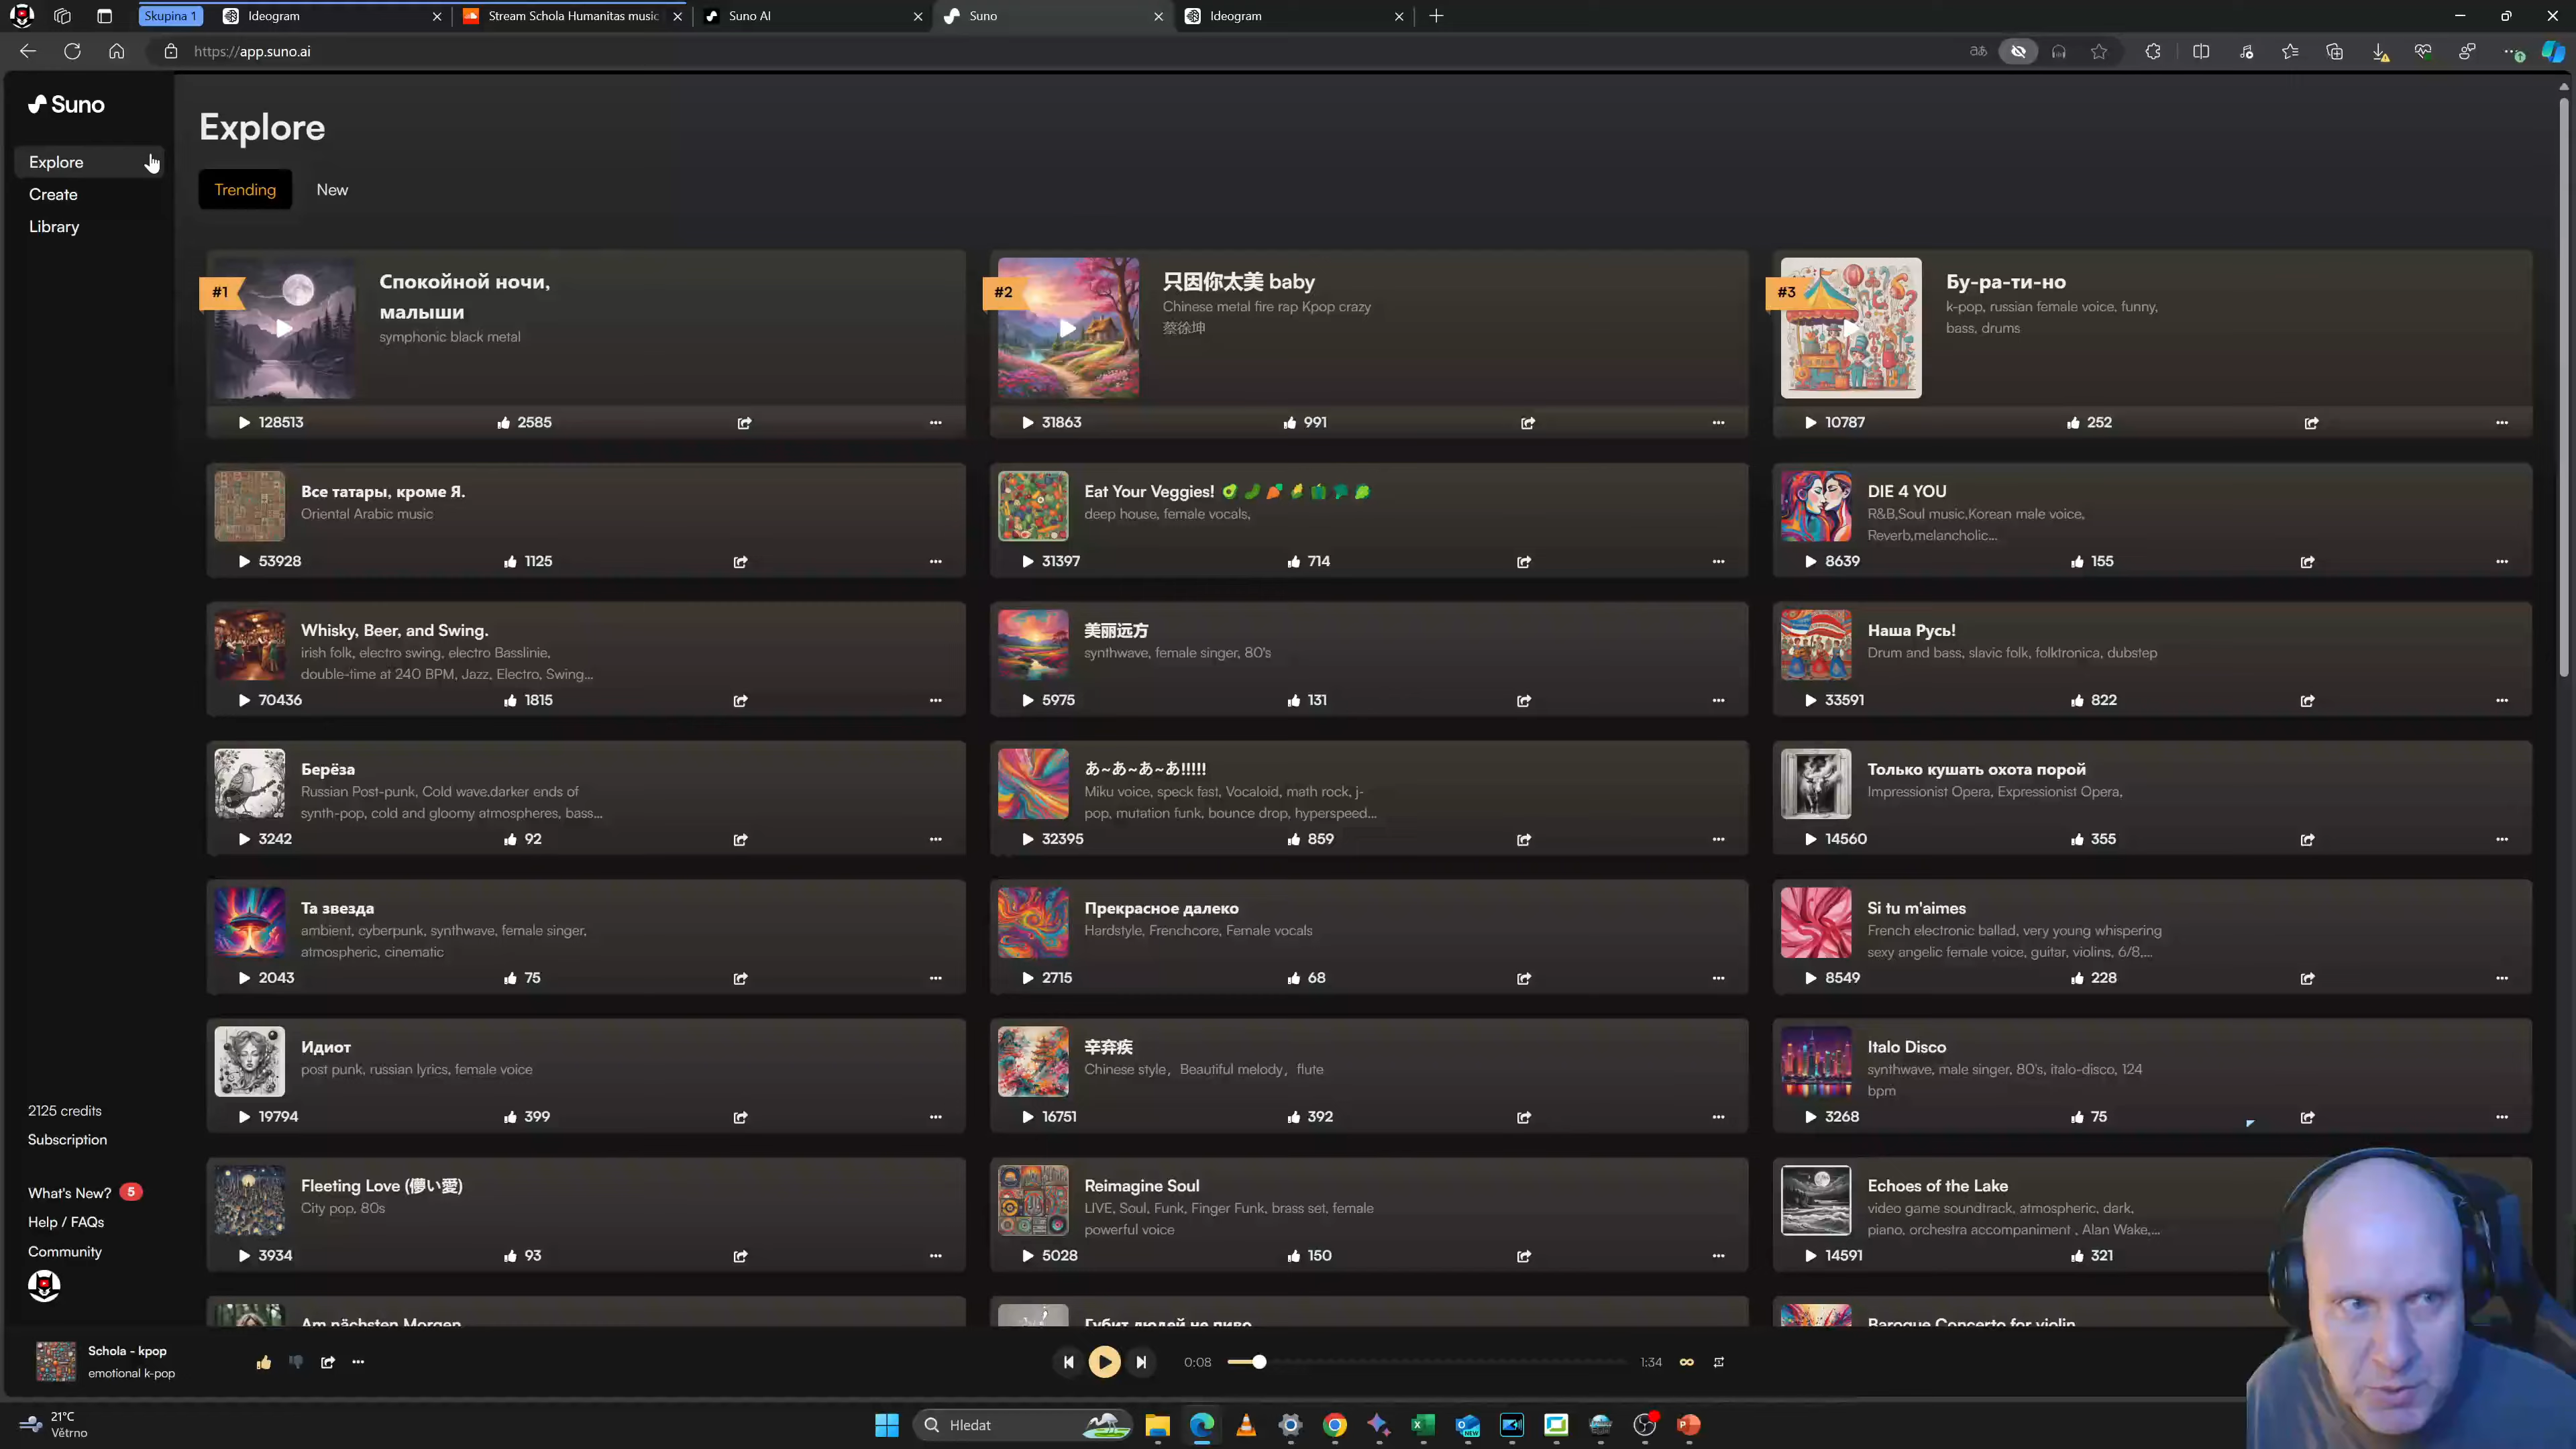 Skupina 1
Ideogram
Stream Schola Humanitas music
Suno AI
Suno
Ideogram
https://app.suno.ai
Suno
Explore
Create
Library
Explore
Trending
New
#1
Спокойной ночи,
малыши
symphonic black metal
128513
2585
#2
只因你太美 baby
Chinese metal fire rap Kpop crazy
蔡徐坤
31863
991
#3
Бу-ра-ти-но
k-pop, russian female voice, funny,
bass, drums
10787
252
Все татары, кроме Я.
Oriental Arabic music
53928
1125
Eat Your Veggies! 🥑🥒🥕🌽🫑🥦🥬
deep house, female vocals,
31397
714
DIE 4 YOU
R&B,Soul music,Korean male voice,
Reverb,melancholic...
8639
155
Whisky, Beer, and Swing.
irish folk, electro swing, electro Basslinie,
double-time at 240 BPM, Jazz, Electro, Swing...
70436
1815
美丽远方
synthwave, female singer, 80's
5975
131
Наша Русь!
Drum and bass, slavic folk, folktronica, dubstep
33591
822
Берёза
Russian Post-punk, Cold wave.darker ends of
synth-pop, cold and gloomy atmospheres, bass...
3242
92
あ~あ~あ~あ!!!!!
Miku voice, speck fast, Vocaloid, math rock, j-
pop, mutation funk, bounce drop, hyperspeed...
32395
859
Только кушать охота порой
Impressionist Opera, Expressionist Opera,
14560
355
Та звезда
ambient, cyberpunk, synthwave, female singer,
atmospheric, cinematic
2043
75
Прекрасное далеко
Hardstyle, Frenchcore, Female vocals
2715
68
Si tu m'aimes
French electronic ballad, very young whispering
sexy angelic female voice, guitar, violins, 6/8,...
8549
228
Идиот
post punk, russian lyrics, female voice
19794
399
辛弃疾
Chinese style，Beautiful melody，flute
16751
392
Italo Disco
synthwave, male singer, 80's, italo-disco, 124
bpm
3268
75
Fleeting Love (儚い愛)
City pop, 80s
3934
93
Reimagine Soul
LIVE, Soul, Funk, Finger Funk, brass set, female
powerful voice
5028
150
Echoes of the Lake
video game soundtrack, atmospheric, dark,
piano, orchestra accompaniment , Alan Wake,...
14591
321
Am nächsten Morgen
Губит людей не пиво
Baroque Concerto for violin
2125 credits
Subscription
What's New? 5
Help / FAQs
Community
Schola - kpop
emotional k-pop
0:08
1:34
21°C
Větrno
Hledat